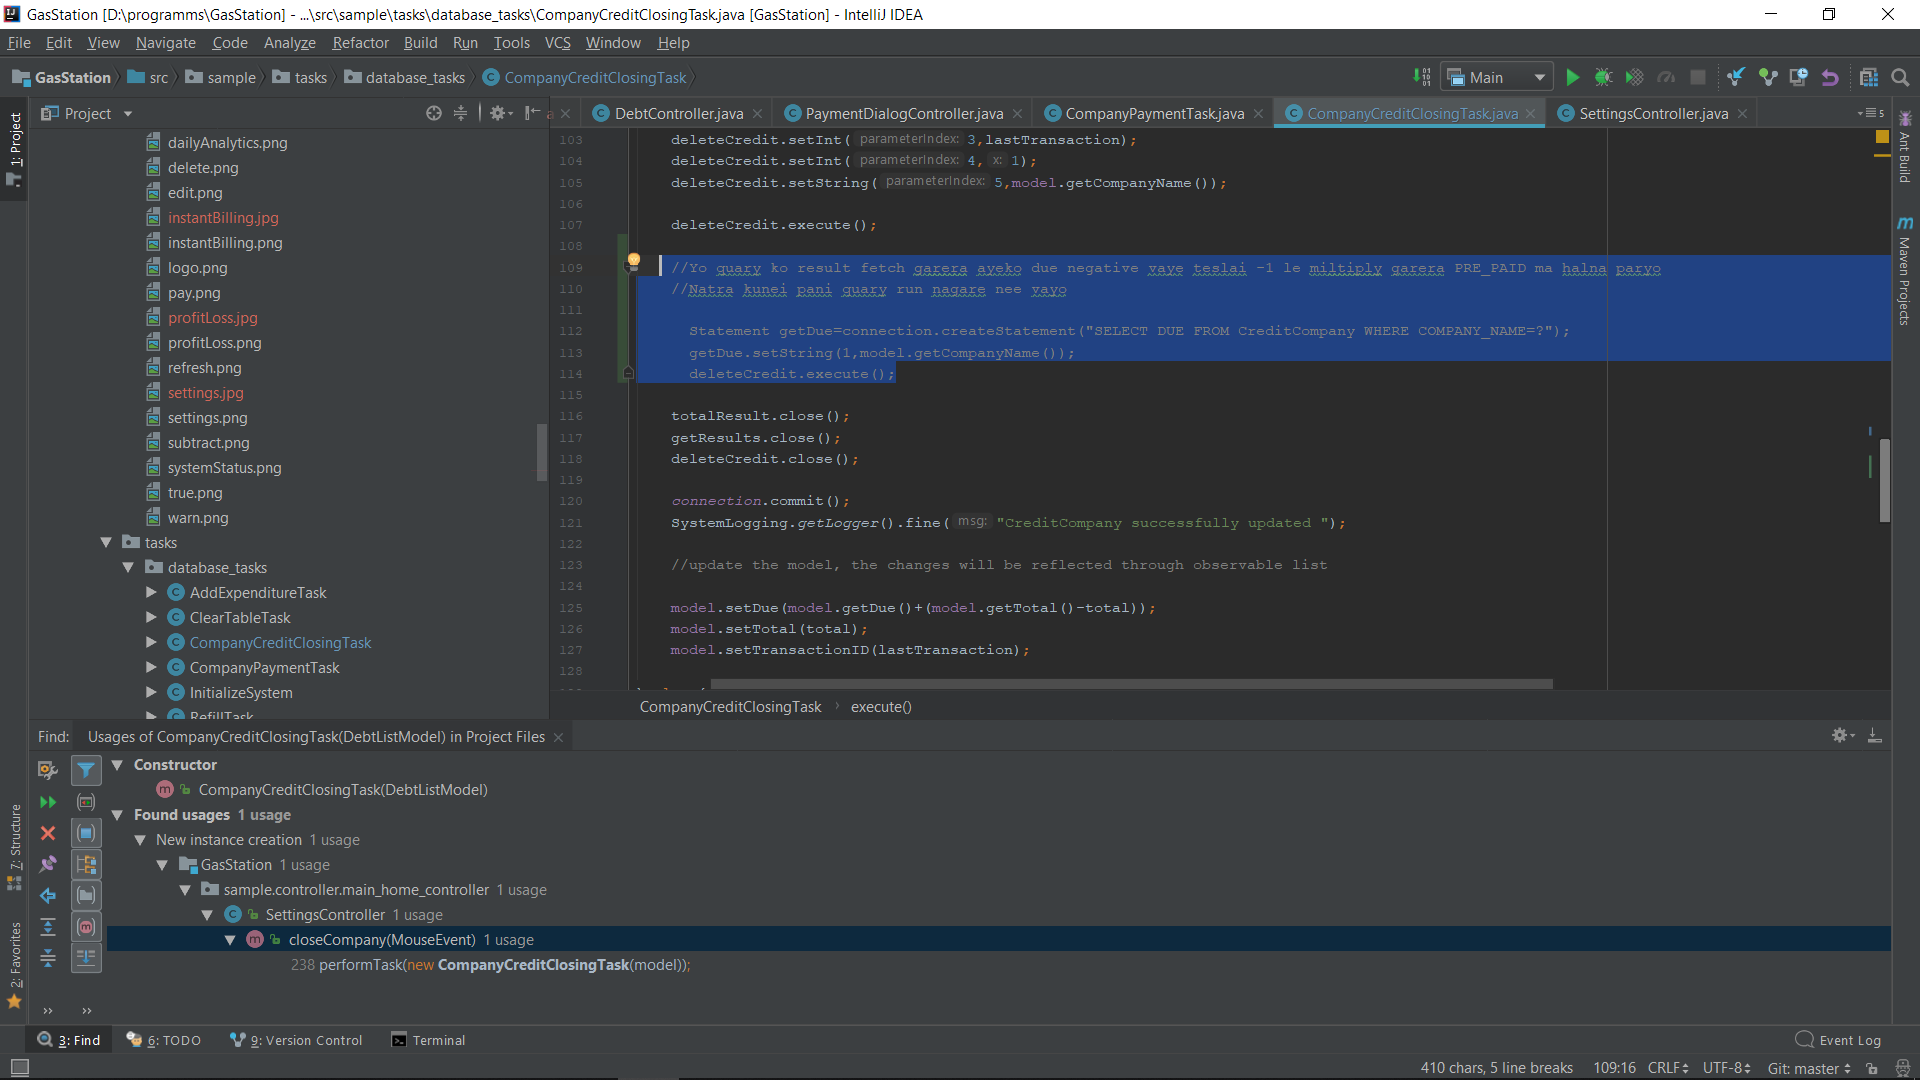 GasStation [D:\programms\GasStation] - ...\src\sample\tasks\database_tasks\CompanyCreditClosingTask.java [GasStation] - IntelliJ IDEA
File Edit View Navigate Code Analyze Refactor Build Run Tools VCS Window Help
GasStation src sample tasks database_tasks CompanyCreditClosingTask Main
Project
a DebtController.java PaymentDialogController.java CompanyPaymentTask.java CompanyCreditClosingTask.java SettingsController.java 5
1: Project
7: Structure
2: Favorites
dailyAnalytics.png
delete.png
edit.png
instantBilling.jpg
instantBilling.png
logo.png
pay.png
profitLoss.jpg
profitLoss.png
refresh.png
settings.jpg
settings.png
subtract.png
systemStatus.png
true.png
warn.png
tasks
database_tasks
AddExpenditureTask
ClearTableTask
CompanyCreditClosingTask
CompanyPaymentTask
InitializeSystem
RefillTask
103 deleteCredit.setInt( parameterIndex: 3,lastTransaction);
104 deleteCredit.setInt( parameterIndex: 4, x: 1);
105 deleteCredit.setString( parameterIndex: 5,model.getCompanyName());
106
107 deleteCredit.execute();
108
109 //Yo quary ko result fetch garera ayeko due negative vaye teslai -1 le miltiply garera PRE_PAID ma halna paryo
110 //Natra kunei pani quary run nagare nee vayo
111
112 Statement getDue=connection.createStatement("SELECT DUE FROM CreditCompany WHERE COMPANY_NAME=?");
113 getDue.setString(1,model.getCompanyName());
114 deleteCredit.execute();
115
116 totalResult.close();
117 getResults.close();
118 deleteCredit.close();
119
120 connection.commit();
121 SystemLogging.getLogger().fine( msg: "CreditCompany successfully updated ");
122
123 //update the model, the changes will be reflected through observable list
124
125 model.setDue(model.getDue()+(model.getTotal()-total));
126 model.setTotal(total);
127 model.setTransactionID(lastTransaction);
128
CompanyCreditClosingTask execute()
Ant Build
Maven Projects
Find: Usages of CompanyCreditClosingTask(DebtListModel) in Project Files
Constructor
CompanyCreditClosingTask(DebtListModel)
Found usages 1 usage
New instance creation 1 usage
GasStation 1 usage
sample.controller.main_home_controller 1 usage
SettingsController 1 usage
closeCompany(MouseEvent) 1 usage
238 performTask(new CompanyCreditClosingTask(model));
3: Find 6: TODO 9: Version Control Terminal Event Log
410 chars, 5 line breaks 109:16 CRLF UTF-8 Git: master